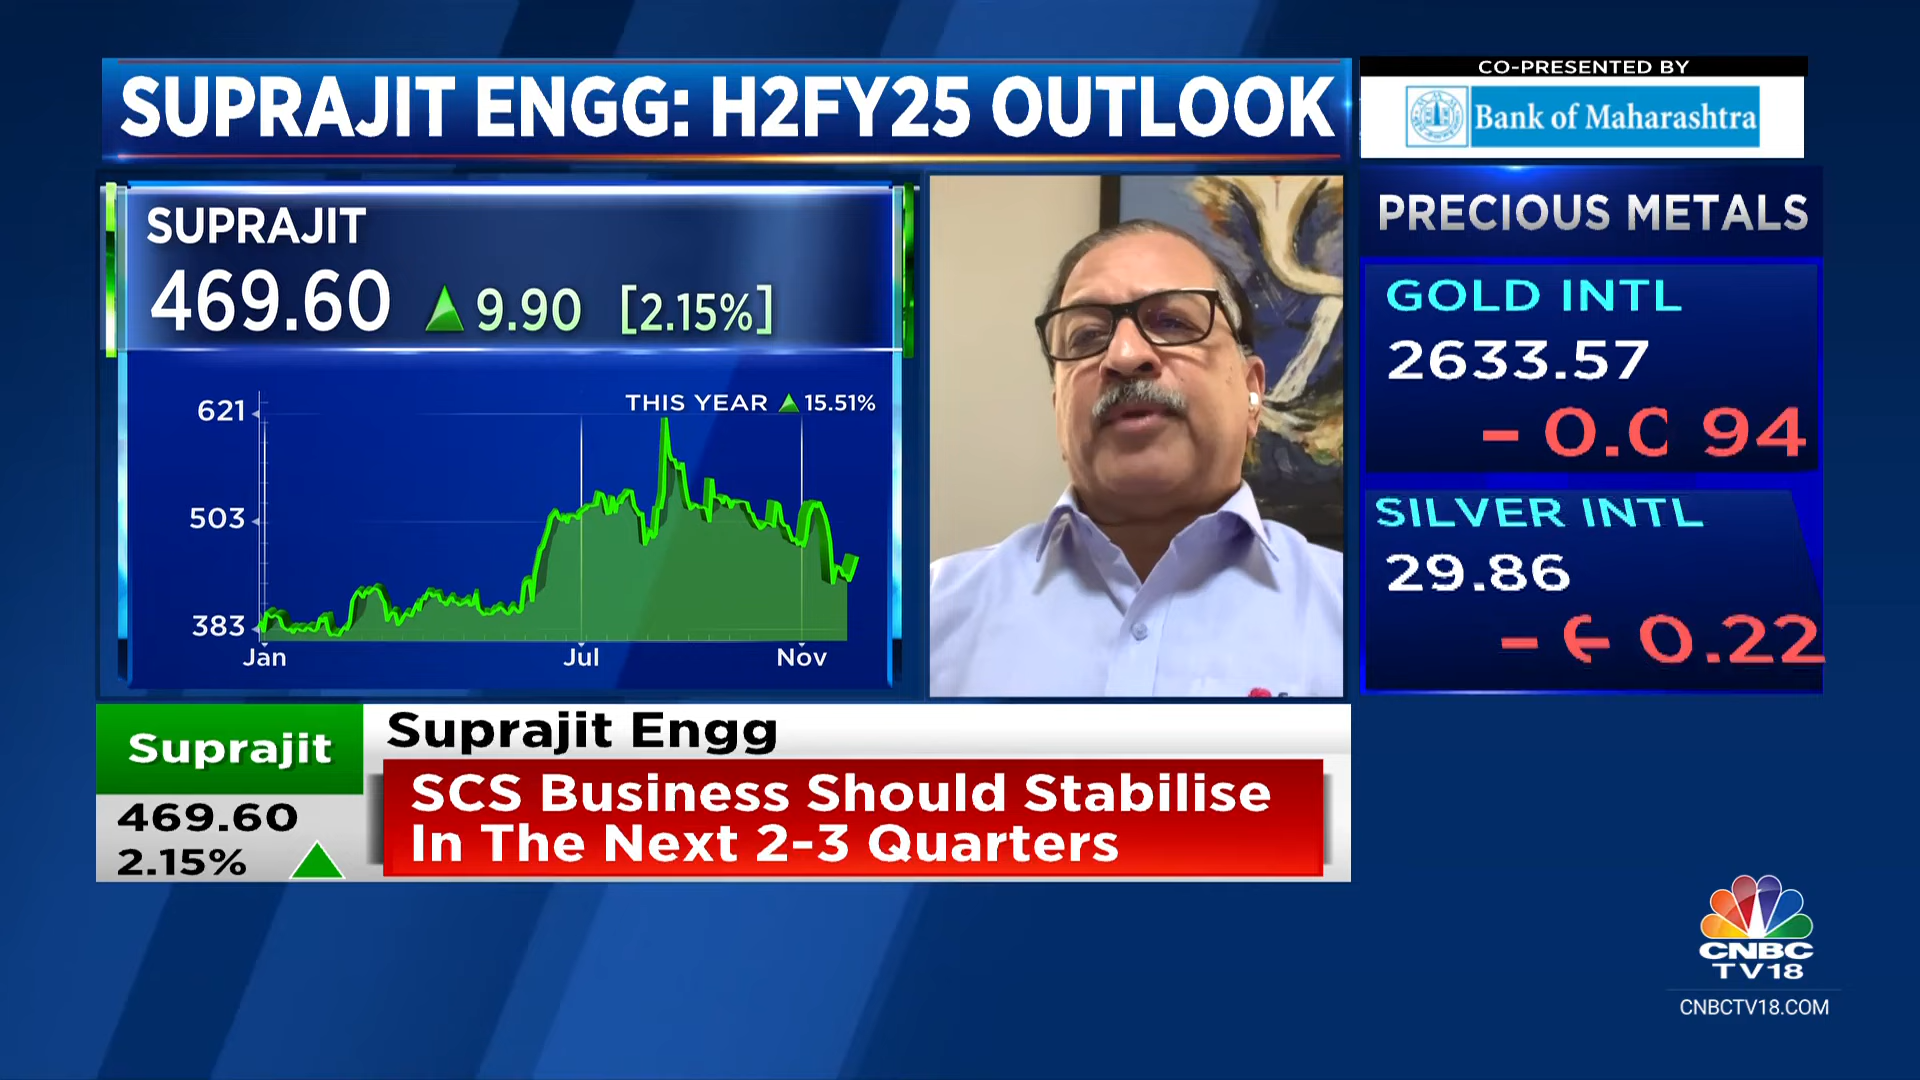 SUPRAJIT ENGG: H2FY25 OUTLOOK
CO-PRESENTED BY
Bank of Maharashtra
SUPRAJIT
469.60 ▲ 9.90 [2.15%]
THIS YEAR ▲ 15.51%
621
503
383
Jan Jul Nov
PRECIOUS METALS
GOLD INTL
2633.57
SILVER INTL
29.86
Suprajit
469.60
2.15% ▲
Suprajit Engg
SCS Business Should Stabilise
In The Next 2-3 Quarters
CNBC
TV18
CNBCTV18.COM